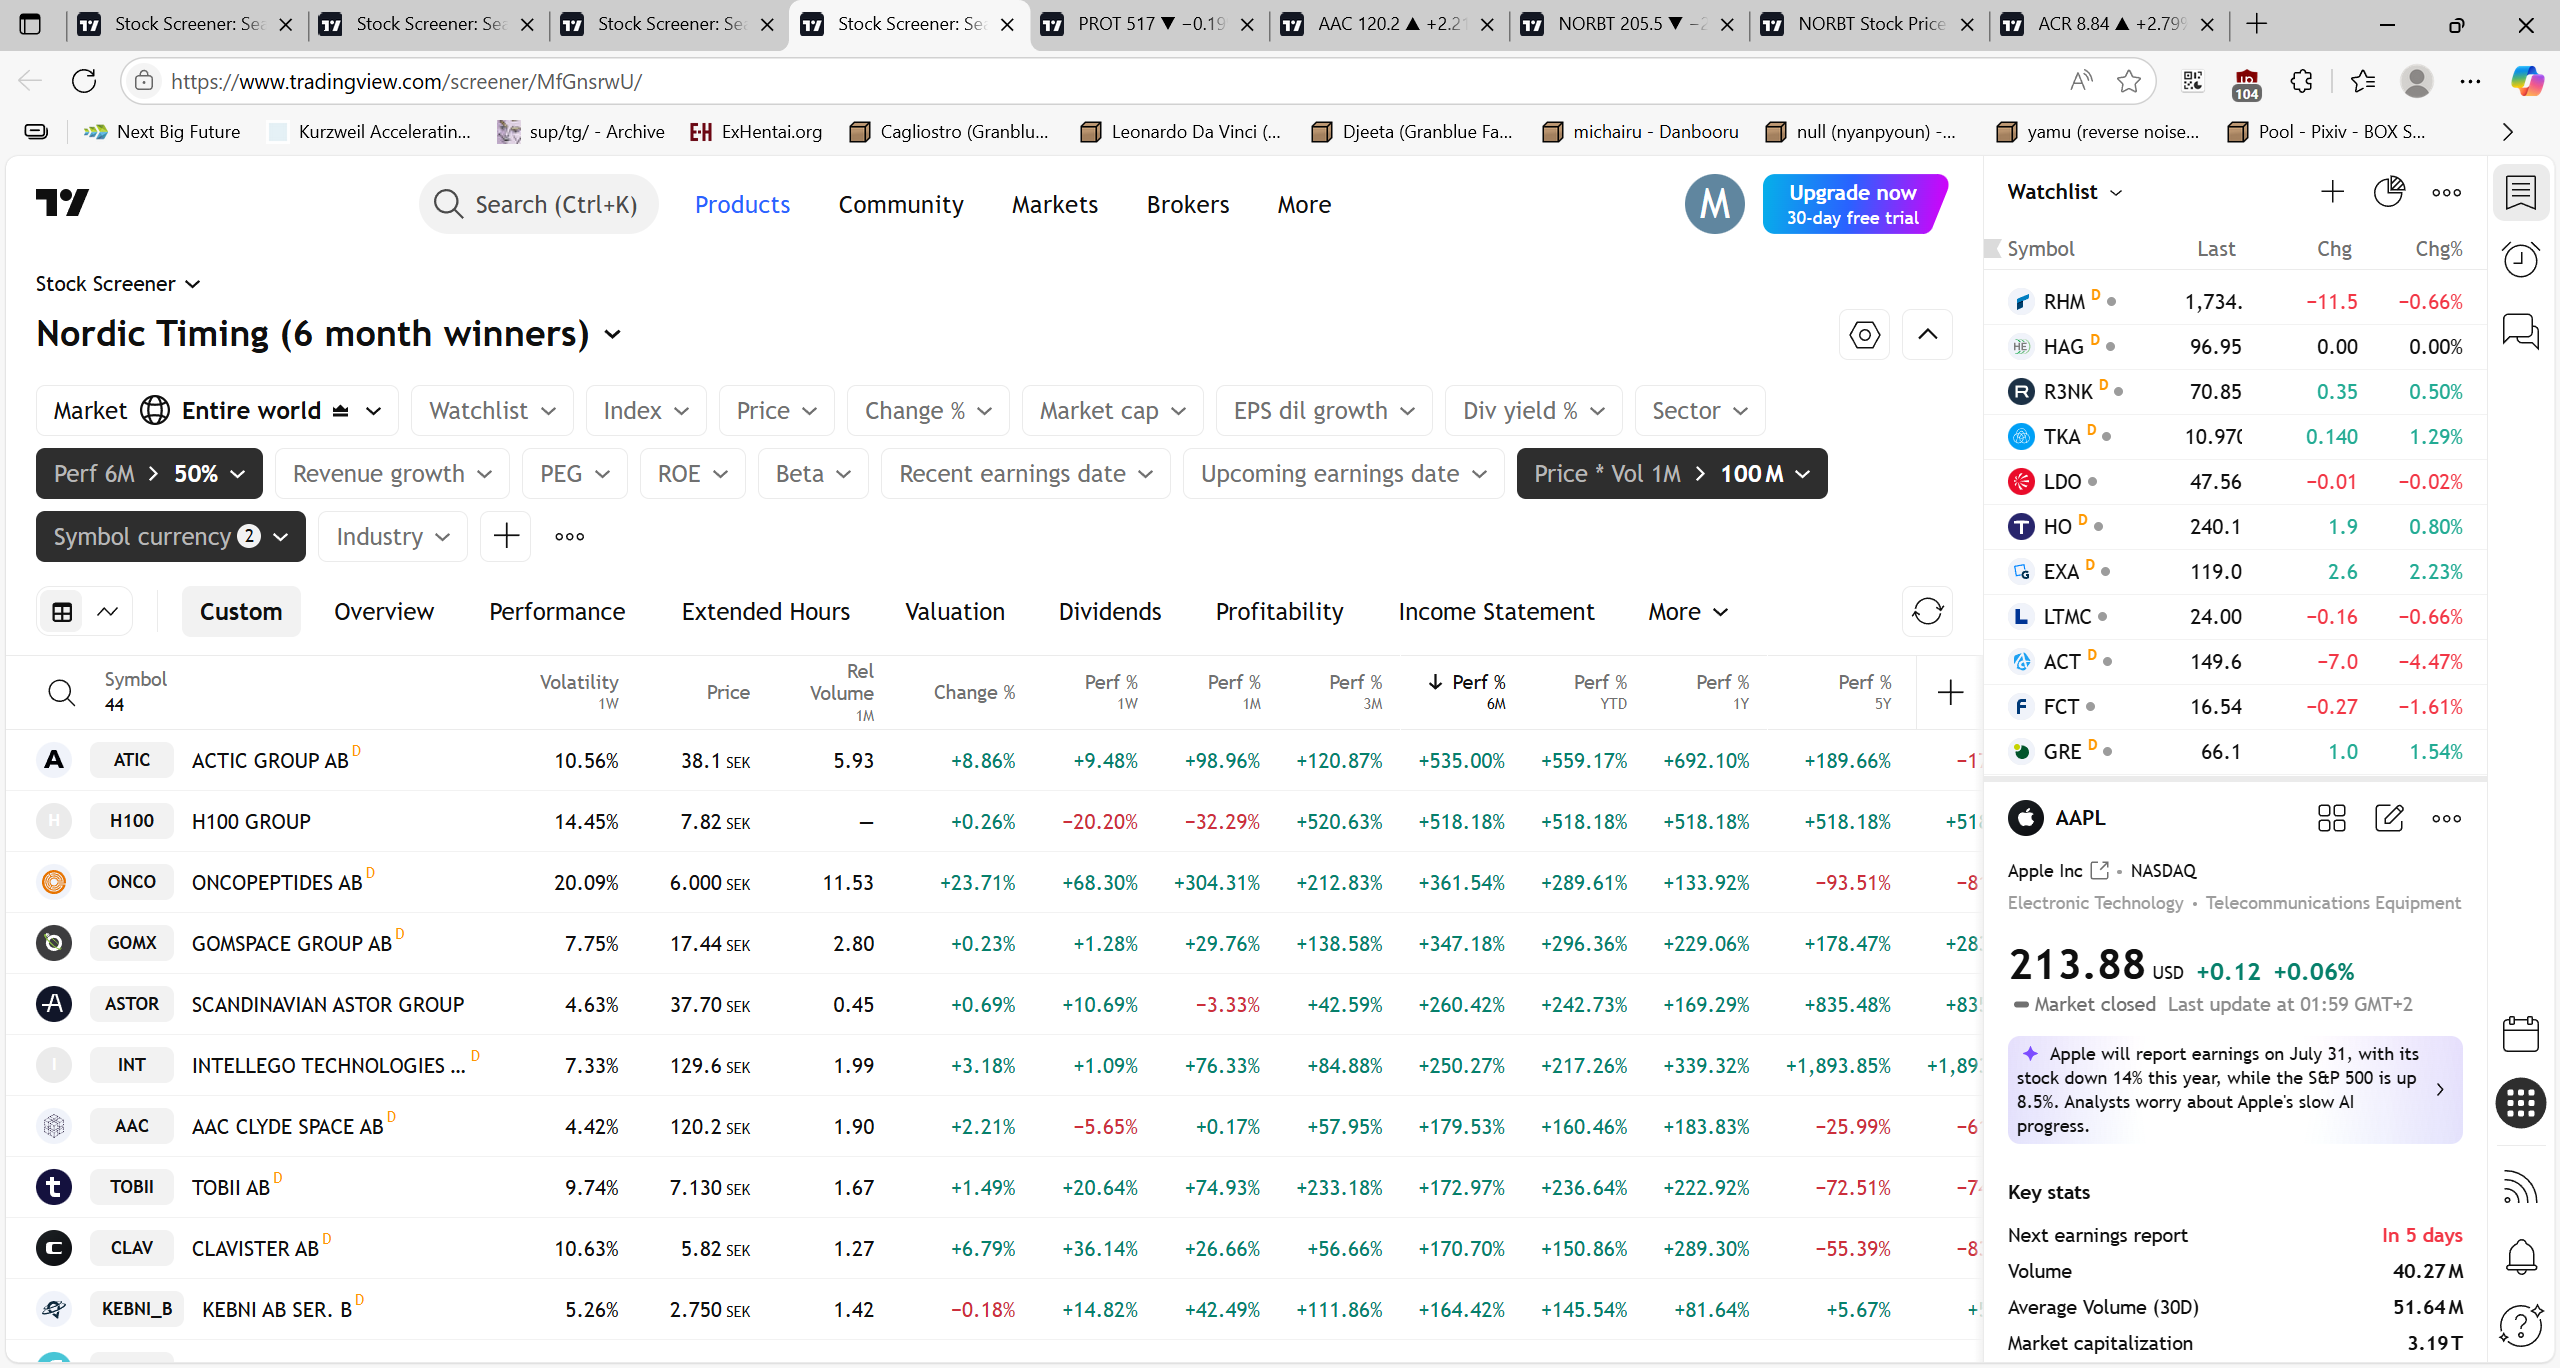 Stock Screener: Sea
Stock Screener: Sea
Stock Screener: Sea
Stock Screener: Sea
PROT 517 ▼ −0.19
AAC 120.2 ▲ +2.21
NORBT 205.5 ▼ −2
NORBT Stock Price
ACR 8.84 ▲ +2.79%
https://www.tradingview.com/screener/MfGnsrwU/
104
Next Big Future
Kurzweil Acceleratin...
sup/tg/ - Archive
ExHentai.org
Cagliostro (Granblu...
Leonardo Da Vinci (...
Djeeta (Granblue Fa...
michairu - Danbooru
null (nyanpyoun) -...
yamu (reverse noise...
Pool - Pixiv - BOX S...
Search (Ctrl+K)
Products
Community
Markets
Brokers
More
M
Upgrade now
30-day free trial
Stock Screener
Nordic Timing (6 month winners)
Market Entire world
Watchlist
Index
Price
Change %
Market cap
EPS dil growth
Div yield %
Sector
Perf 6M > 50%
Revenue growth
PEG
ROE
Beta
Recent earnings date
Upcoming earnings date
Price * Vol 1M > 100 M
Symbol currency 2
Industry
Custom
Overview
Performance
Extended Hours
Valuation
Dividends
Profitability
Income Statement
More
Symbol 44
Volatility 1W
Price
Rel Volume 1M
Change %
Perf % 1W
Perf % 1M
Perf % 3M
↓ Perf % 6M
Perf % YTD
Perf % 1Y
Perf % 5Y
ATIC ACTIC GROUP AB D 10.56% 38.1 SEK 5.93 +8.86% +9.48% +98.96% +120.87% +535.00% +559.17% +692.10% +189.66% −17
H100 H100 GROUP 14.45% 7.82 SEK — +0.26% −20.20% −32.29% +520.63% +518.18% +518.18% +518.18% +518.18% +518
ONCO ONCOPEPTIDES AB D 20.09% 6.000 SEK 11.53 +23.71% +68.30% +304.31% +212.83% +361.54% +289.61% +133.92% −93.51% −8
GOMX GOMSPACE GROUP AB D 7.75% 17.44 SEK 2.80 +0.23% +1.28% +29.76% +138.58% +347.18% +296.36% +229.06% +178.47% +28
ASTOR SCANDINAVIAN ASTOR GROUP 4.63% 37.70 SEK 0.45 +0.69% +10.69% −3.33% +42.59% +260.42% +242.73% +169.29% +835.48% +83
INT INTELLEGO TECHNOLOGIES ... D 7.33% 129.6 SEK 1.99 +3.18% +1.09% +76.33% +84.88% +250.27% +217.26% +339.32% +1,893.85% +1,89
AAC AAC CLYDE SPACE AB D 4.42% 120.2 SEK 1.90 +2.21% −5.65% +0.17% +57.95% +179.53% +160.46% +183.83% −25.99% −6
TOBII TOBII AB D 9.74% 7.130 SEK 1.67 +1.49% +20.64% +74.93% +233.18% +172.97% +236.64% +222.92% −72.51% −7
CLAV CLAVISTER AB D 10.63% 5.82 SEK 1.27 +6.79% +36.14% +26.66% +56.66% +170.70% +150.86% +289.30% −55.39% −8
KEBNI_B KEBNI AB SER. B D 5.26% 2.750 SEK 1.42 −0.18% +14.82% +42.49% +111.86% +164.42% +145.54% +81.64% +5.67%
Watchlist
Symbol Last Chg Chg%
RHM D 1,734. −11.5 −0.66%
HAG D 96.95 0.00 0.00%
R3NK D 70.85 0.35 0.50%
TKA D 10.970 0.140 1.29%
LDO 47.56 −0.01 −0.02%
HO D 240.1 1.9 0.80%
EXA D 119.0 2.6 2.23%
LTMC 24.00 −0.16 −0.66%
ACT D 149.6 −7.0 −4.47%
FCT 16.54 −0.27 −1.61%
GRE D 66.1 1.0 1.54%
AAPL
Apple Inc • NASDAQ
Electronic Technology • Telecommunications Equipment
213.88 USD +0.12 +0.06%
Market closed Last update at 01:59 GMT+2
Apple will report earnings on July 31, with its
stock down 14% this year, while the S&P 500 is up
8.5%. Analysts worry about Apple's slow AI
progress.
Key stats
Next earnings report In 5 days
Volume 40.27 M
Average Volume (30D) 51.64 M
Market capitalization 3.19 T